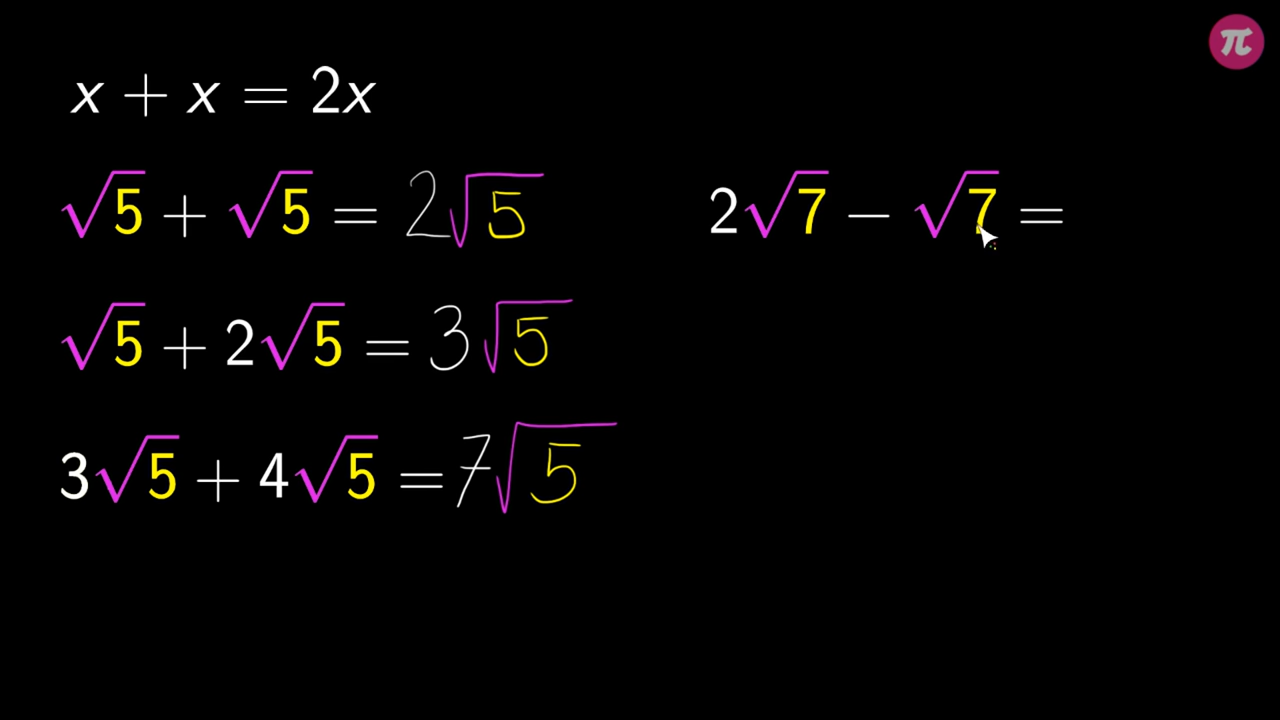 π
x + x = 2x
√5 + √5 = 2√5
2√7 − √7 =
√5 + 2√5 = 3√5
3√5 + 4√5 = 7√5